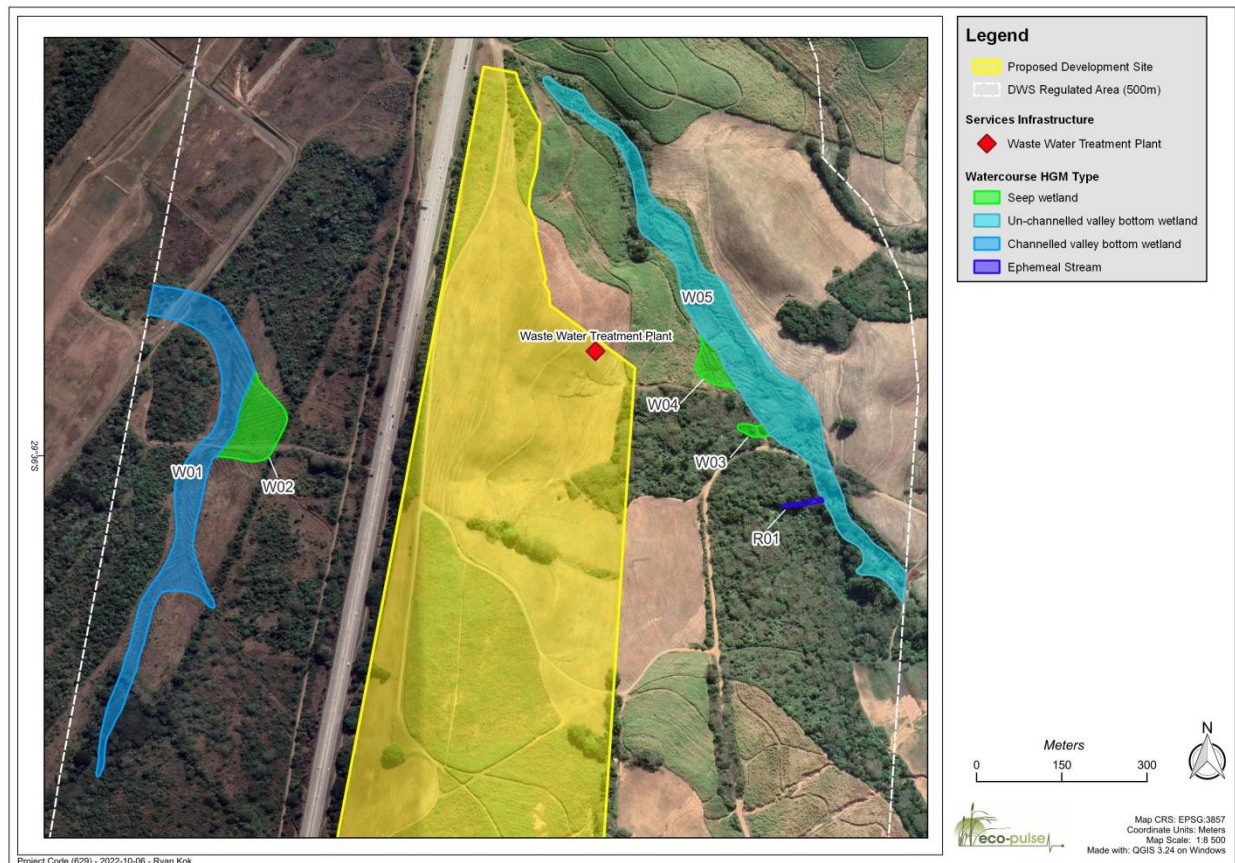 Legend
Proposed Development Site
DWS Regulated Area (500m)
Services Infrastructure
Waste Water Treatment Plant
Watercourse HGM Type
Seep wetland
Un-channelled valley bottom wetland
Channelled valley bottom wetland
Ephemeal Stream
W05
Waste Water Treatment Plant
W04
W03
W01
W02
R01
29°36'S
N
Meters
0 150 300
eco-pulse
Map CRS: EPSG:3857
Coordinate Units: Meters
Map Scale: 1:8 500
Made with: QGIS 3.24 on Windows
Project Code (629) - 2022-10-06 - Ryan Kok